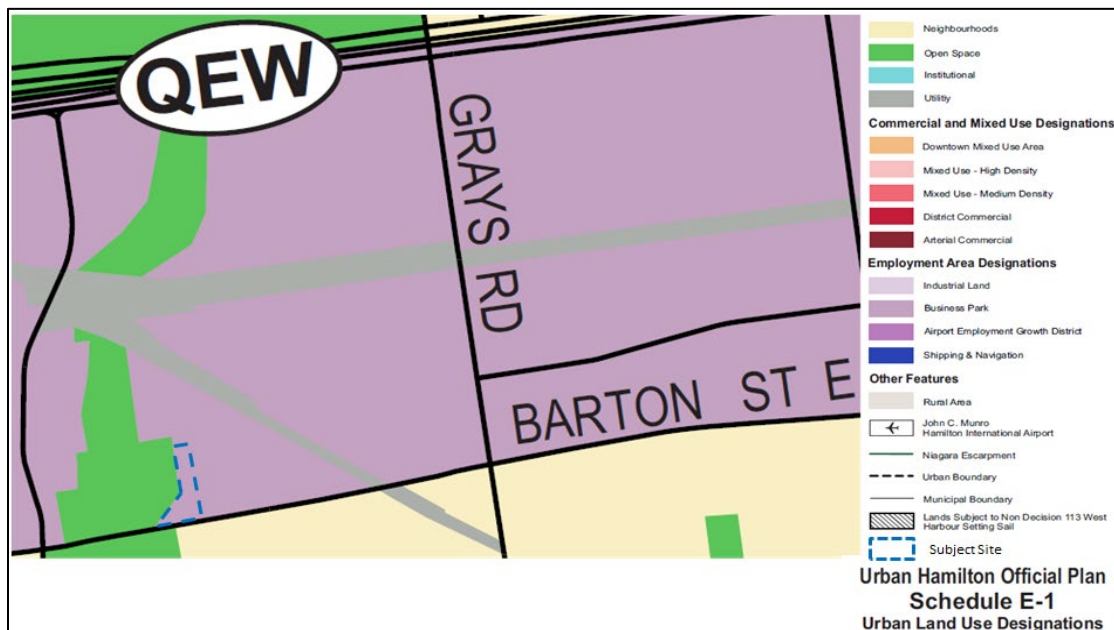 QEW
GRAYS RD
BARTON ST E
Neighbourhoods
Open Space
Institutional
Utilitiy
Commercial and Mixed Use Designations
Downtown Mixed Use Area
Mixed Use - High Density
Mixed Use - Medium Density
District Commercial
Arterial Commercial
Employment Area Designations
Industrial Land
Business Park
Airport Employment Growth District
Shipping & Navigation
Other Features
Rural Area
John C. Munro
Hamilton International Airport
Niagara Escarpment
Urban Boundary
Municipal Boundary
Lands Subject to Non Decision 113 West
Harbour Setting Sail
Subject Site
Urban Hamilton Official Plan
Schedule E-1
Urban Land Use Designations